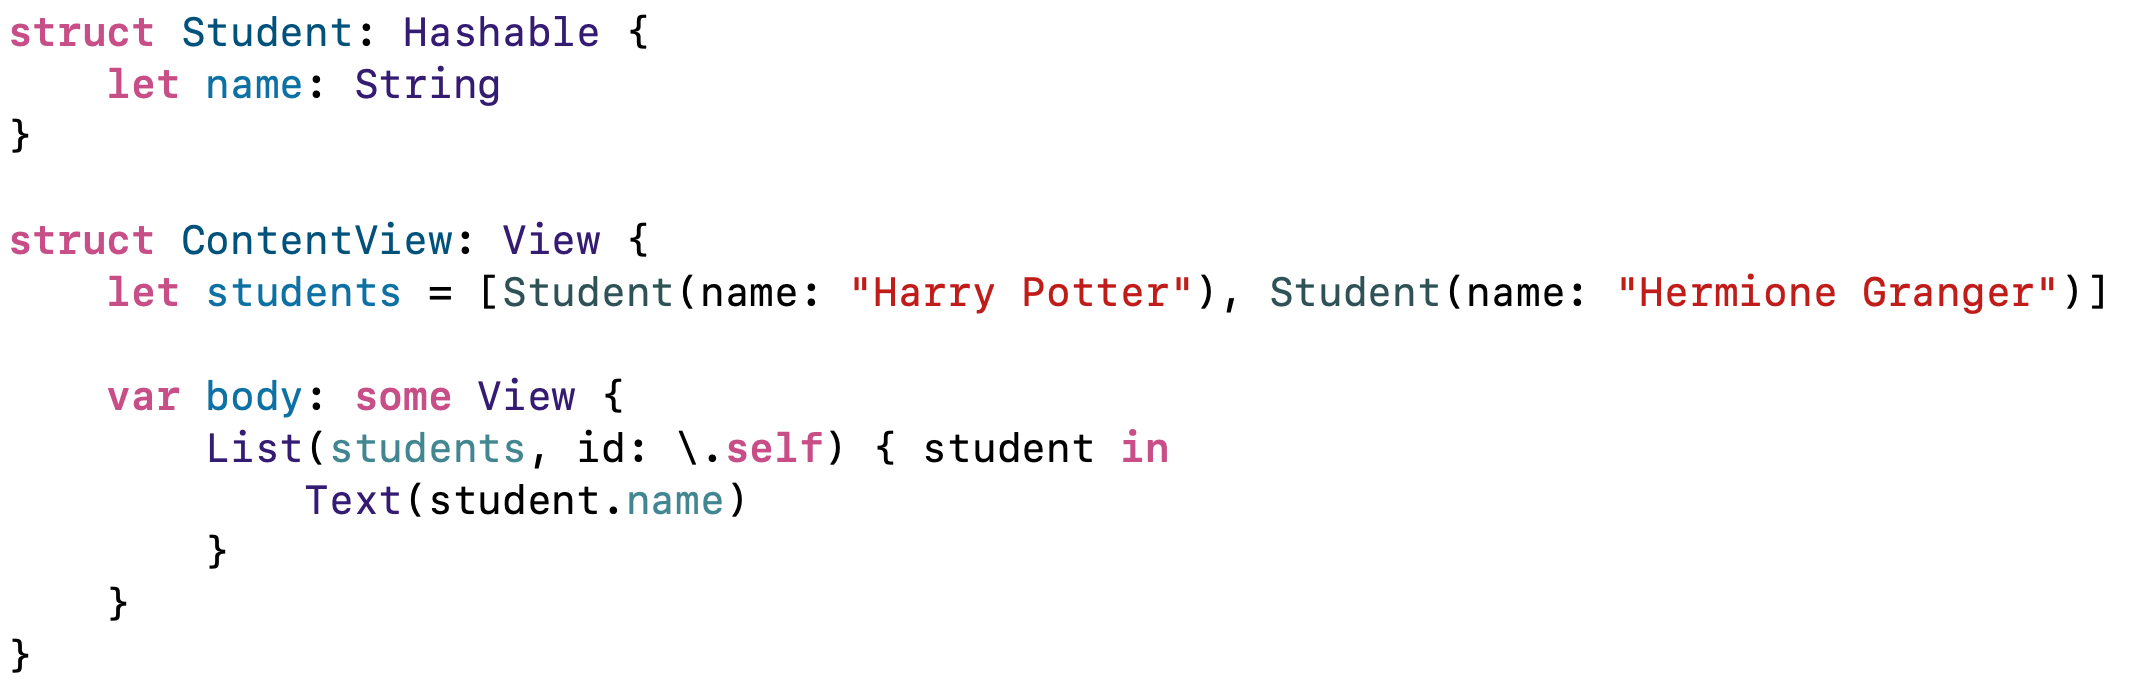 struct Student: Hashable {
    let name: String
}

struct ContentView: View {
    let students = [Student(name: "Harry Potter"), Student(name: "Hermione Granger")]

    var body: some View {
        List(students, id: \.self) { student in
            Text(student.name)
        }
    }
}